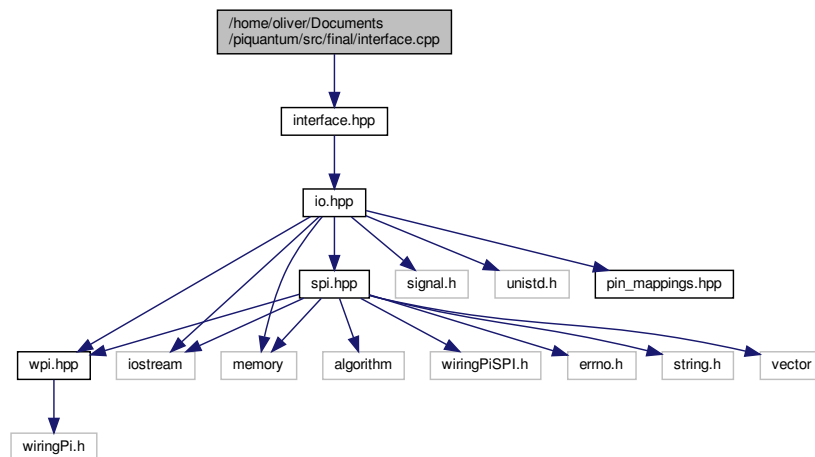 /home/oliver/Documents
/piquantum/src/final/interface.cpp
interface.hpp
io.hpp
spi.hpp
signal.h
unistd.h
pin_mappings.hpp
wpi.hpp
iostream
memory
algorithm
wiringPiSPI.h
errno.h
string.h
vector
wiringPi.h